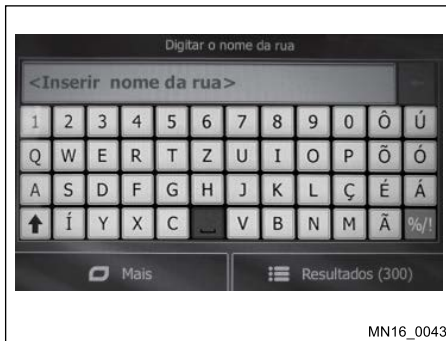 Digitar o nome da rua
<Inserir nome da rua>
1 2 3 4 5 6 7 8 9 0 Ô Ú
Q W E R T Z U I O P Õ Ó
A S D F G H J K L Ç É Á
Í Y X C V B N M Ã %/!
Mais Resultados (300)
MN16_0043